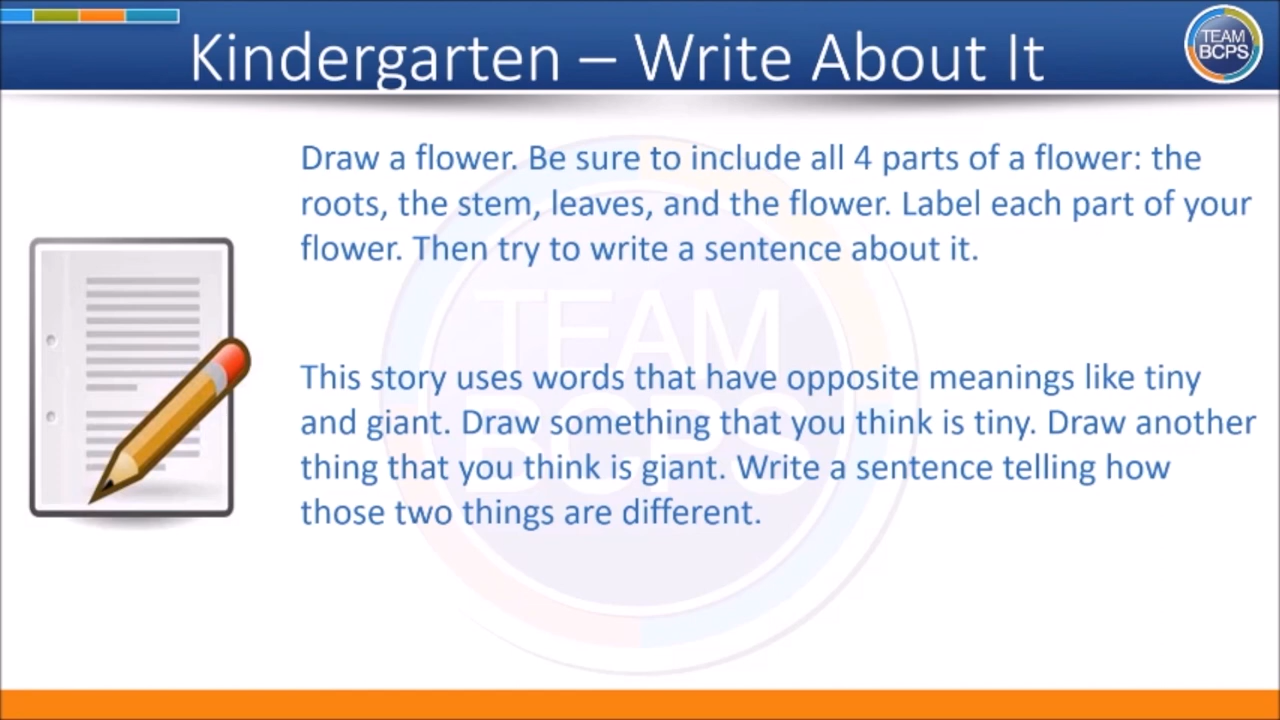 Kindergarten – Write About It
TEAM
BCPS
Draw a flower. Be sure to include all 4 parts of a flower: the
roots, the stem, leaves, and the flower. Label each part of your
flower. Then try to write a sentence about it.
TEAM
BCPS
This story uses words that have opposite meanings like tiny
and giant. Draw something that you think is tiny. Draw another
thing that you think is giant. Write a sentence telling how
those two things are different.